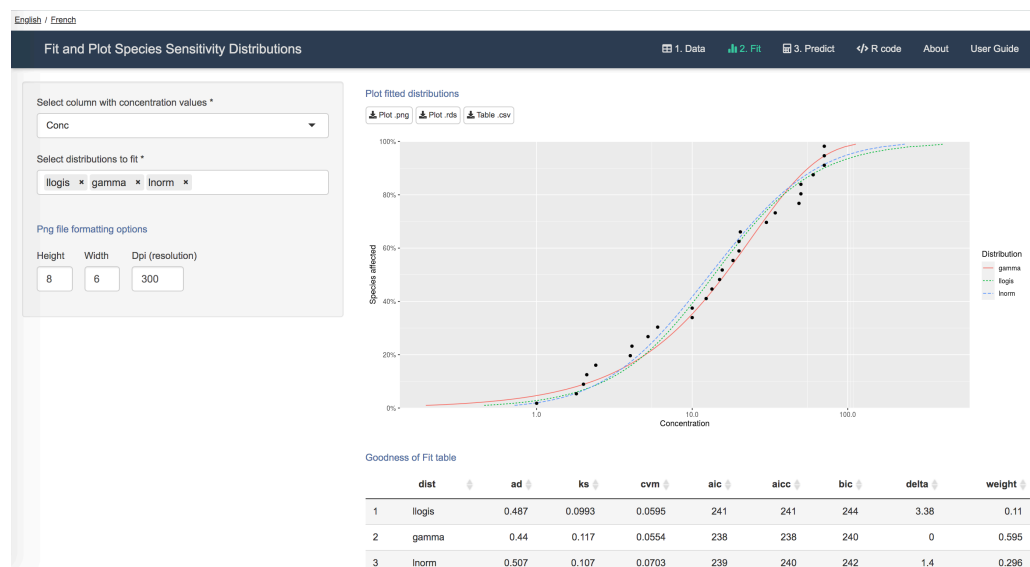 English / French
Fit and Plot Species Sensitivity Distributions 1. Data 2. Fit 3. Predict </> R code About User Guide
Select column with concentration values *
Conc
Select distributions to fit *
llogis × gamma × lnorm ×
Png file formatting options
Height Width Dpi (resolution)
8 6 300
Plot fitted distributions
Plot .png Plot .rds Table .csv
100%
80%
60%
40%
20%
0%
Species affected
1.0 10.0 100.0
Concentration
Distribution
gamma
llogis
lnorm
Goodness of Fit table
dist ad ks cvm aic aicc bic delta weight
1 llogis 0.487 0.0993 0.0595 241 241 244 3.38 0.11
2 gamma 0.44 0.117 0.0554 238 238 240 0 0.595
3 lnorm 0.507 0.107 0.0703 239 240 242 1.4 0.296